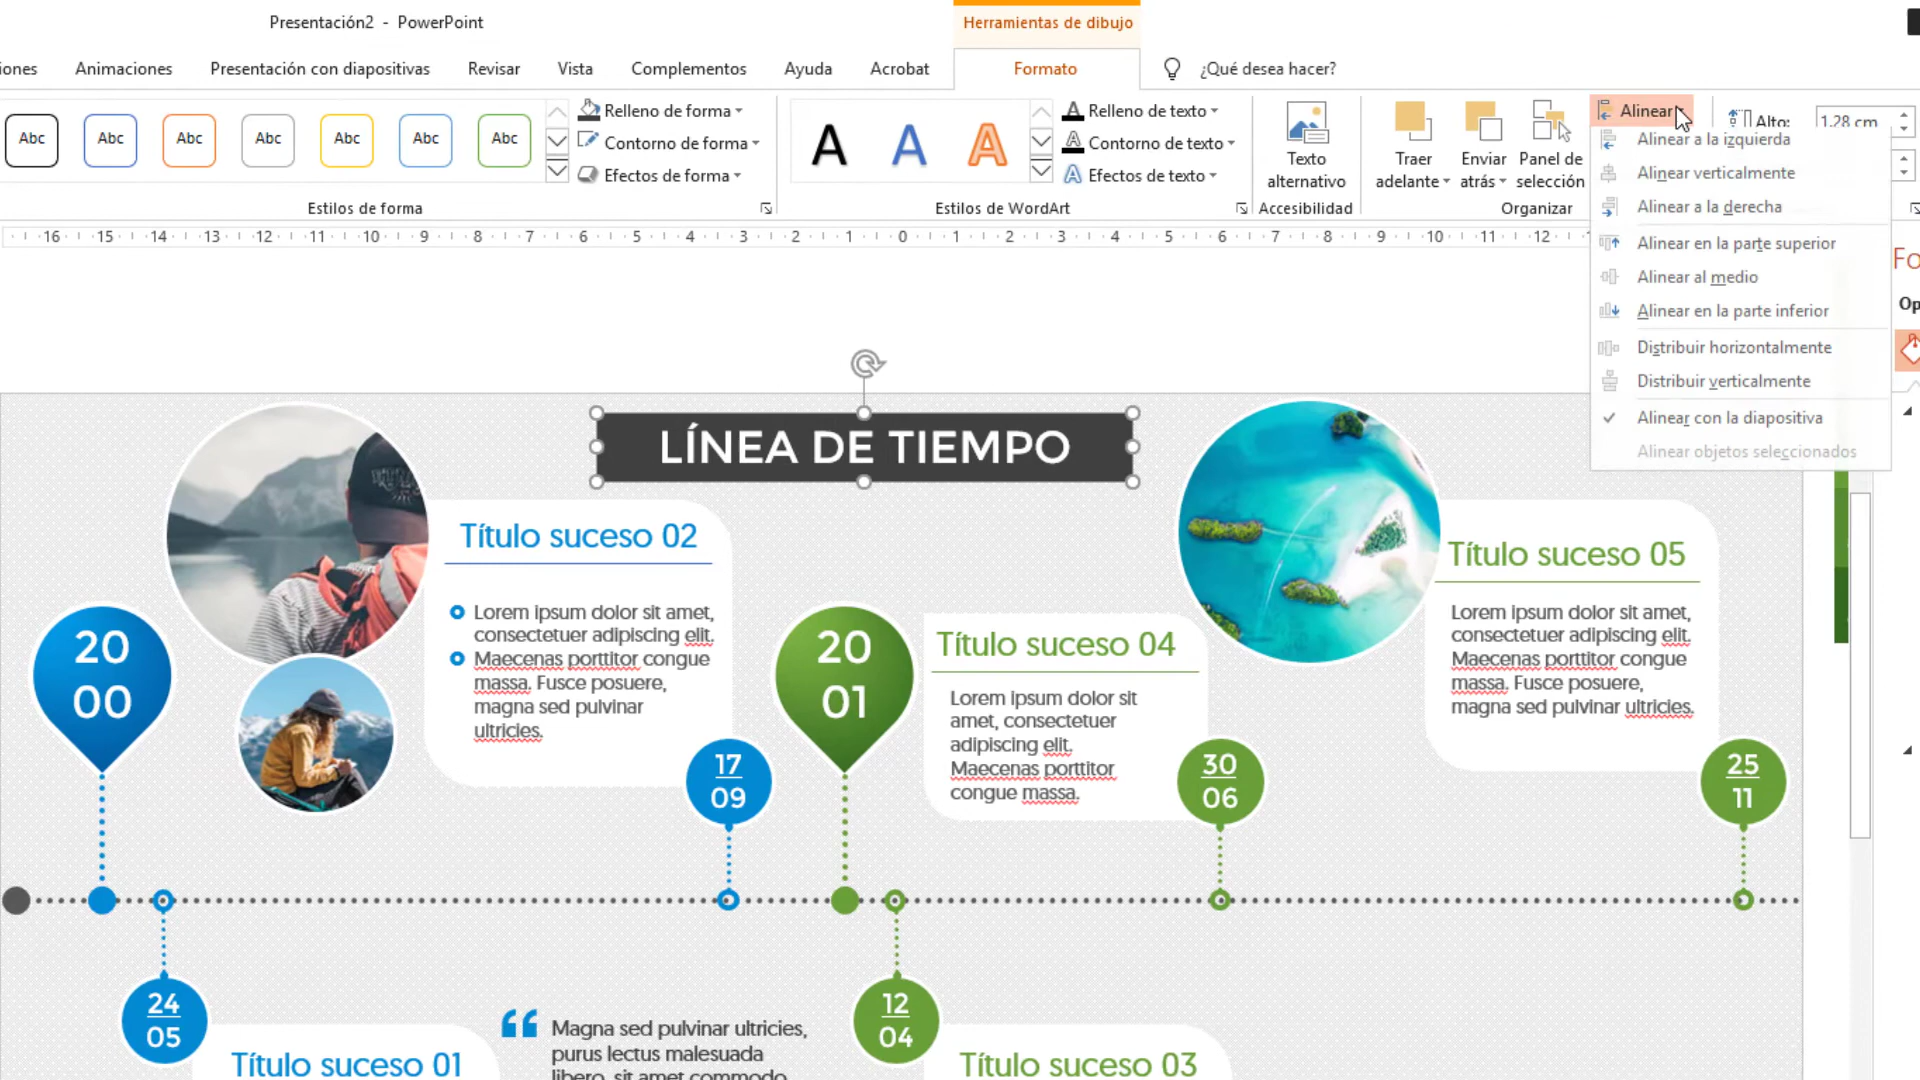 Presentación2 - PowerPoint
Herramientas de dibujo
iones
Animaciones
Presentación con diapositivas
Revisar
Vista
Complementos
Ayuda
Acrobat
Formato
¿Qué desea hacer?
Abc
Abc
Abc
Abc
Abc
Abc
Abc
Relleno de forma
Contorno de forma
Efectos de forma
Estilos de forma
A
A
A
Relleno de texto
Contorno de texto
Efectos de texto
Estilos de WordArt
Texto
alternativo
Accesibilidad
Traer
adelante
Enviar
atrás
Panel de
selección
Organizar
Alinear
Alto:
1.28 cm
Alinear a la izquierda
Alinear verticalmente
Alinear a la derecha
Alinear en la parte superior
Alinear al medio
Alinear en la parte inferior
Distribuir horizontalmente
Distribuir verticalmente
Alinear con la diapositiva
Alinear objetos seleccionados
Fo
Op
16 15 14 13 12 11 10 9 8 7 6 5 4 3 2 1 0 1 2 3 4 5 6 7 8 9 10 11 12
LÍNEA DE TIEMPO
Título suceso 02
Lorem ipsum dolor sit amet,
consectetuer adipiscing elit.
Maecenas porttitor congue
massa. Fusce posuere,
magna sed pulvinar
ultricies.
20
00
17
09
20
01
Título suceso 04
Lorem ipsum dolor sit
amet, consectetuer
adipiscing elit.
Maecenas porttitor
congue massa.
30
06
Título suceso 05
Lorem ipsum dolor sit amet,
consectetuer adipiscing elit.
Maecenas porttitor congue
massa. Fusce posuere,
magna sed pulvinar ultricies.
25
11
24
05
Título suceso 01
“
Magna sed pulvinar ultricies,
purus lectus malesuada
libero, sit amet commodo
12
04
Título suceso 03